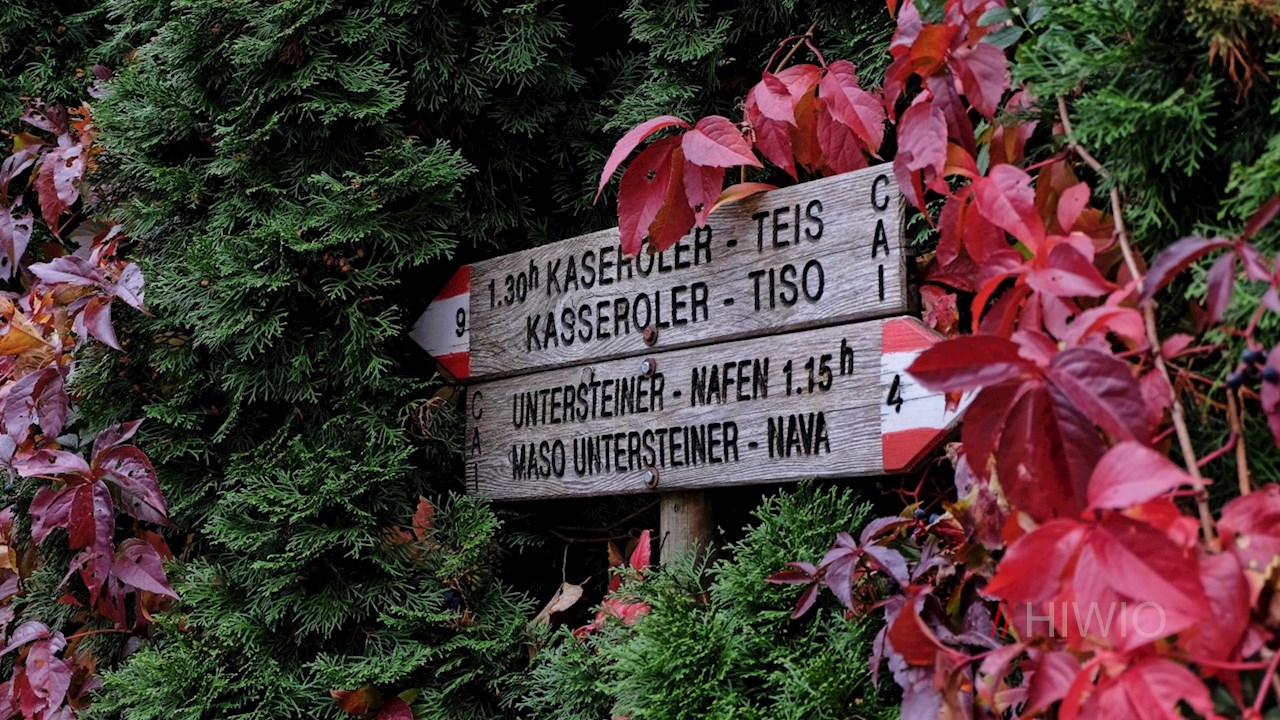 1.30h KASEROLER - TEIS
KASSEROLER - TISO
CAI
9
UNTERSTEINER - NAFEN 1.15h
MASO UNTERSTEINER - NAVA
CAI
4
// HIWIO